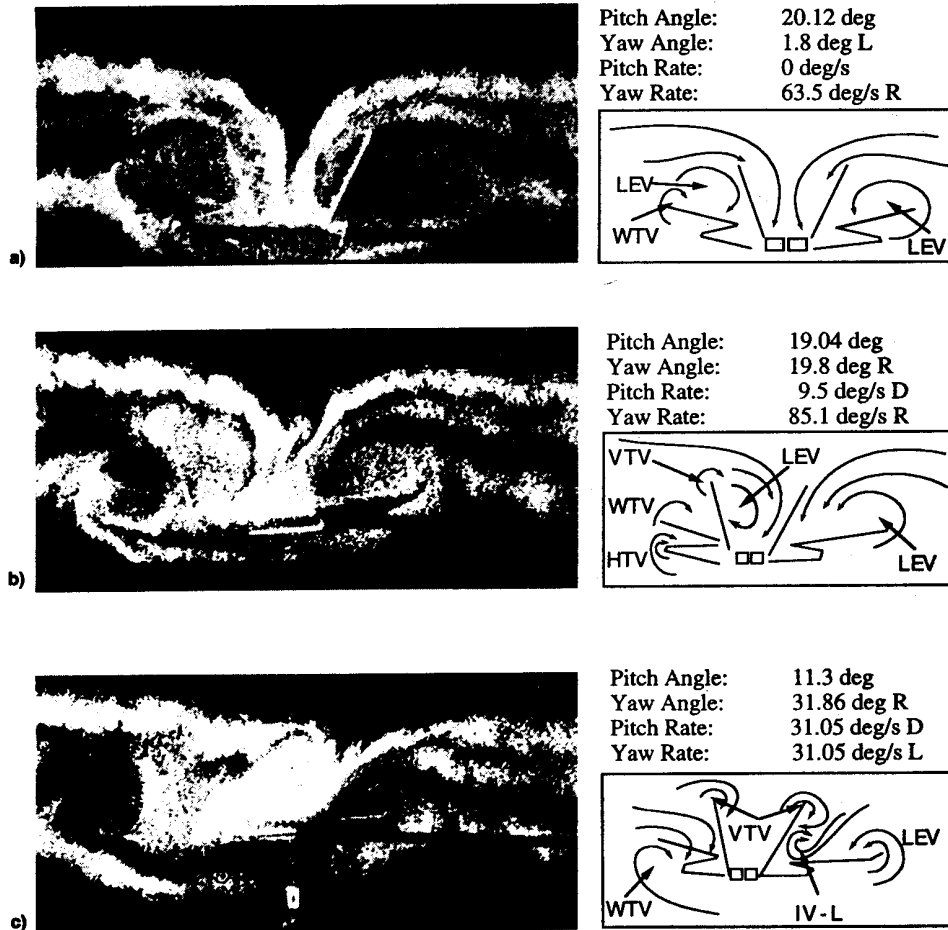 Pitch Angle: 20.12 deg
Yaw Angle: 1.8 deg L
Pitch Rate: 0 deg/s
Yaw Rate: 63.5 deg/s R
LEV
WTV
LEV
a)
Pitch Angle: 19.04 deg
Yaw Angle: 19.8 deg R
Pitch Rate: 9.5 deg/s D
Yaw Rate: 85.1 deg/s R
VTV
LEV
WTV
HTV
LEV
b)
Pitch Angle: 11.3 deg
Yaw Angle: 31.86 deg R
Pitch Rate: 31.05 deg/s D
Yaw Rate: 31.05 deg/s L
VTV
LEV
WTV
IV - L
c)